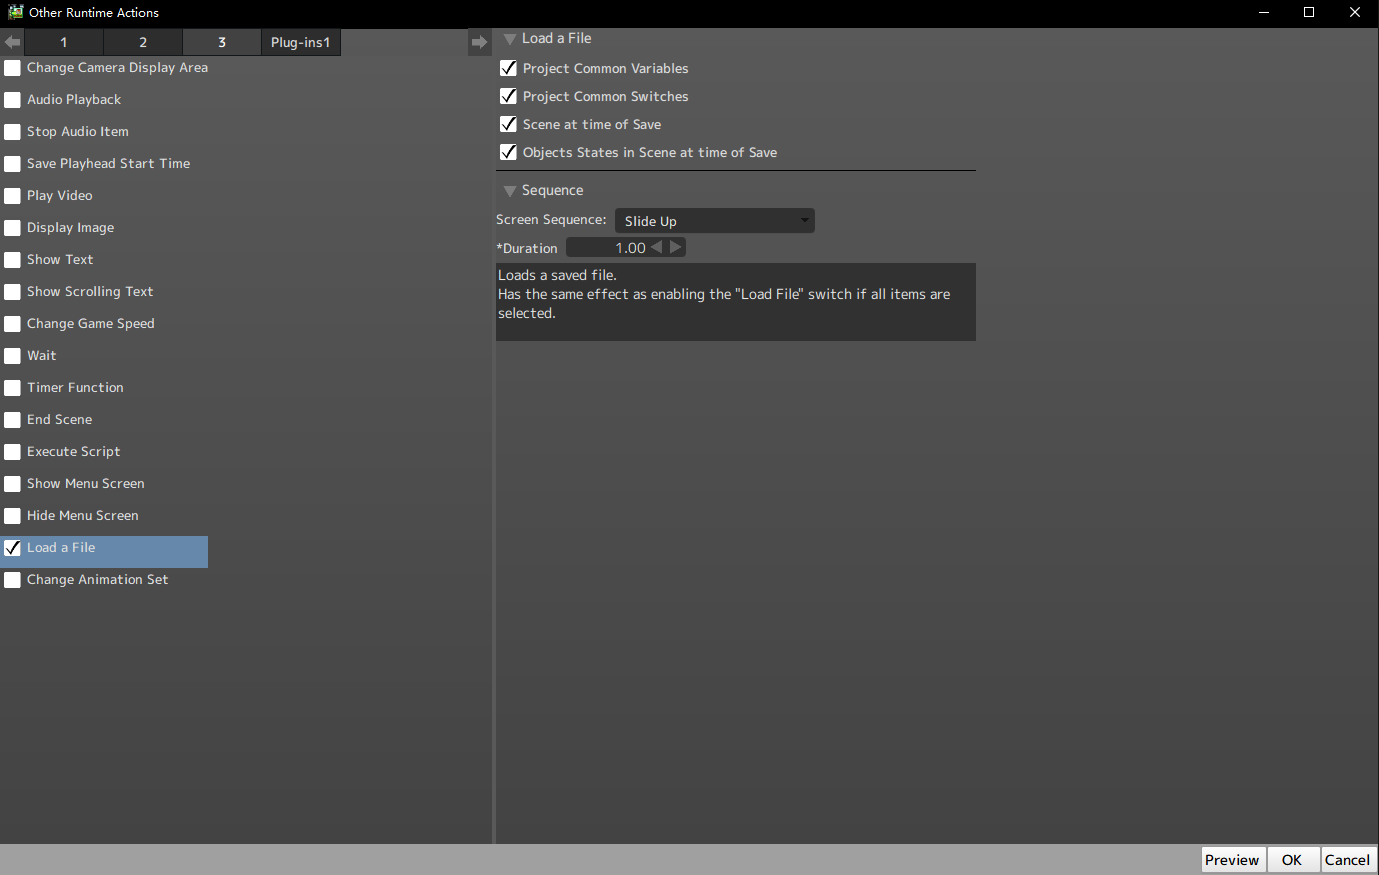 Other Runtime Actions
1 2 3 Plug-ins1
Change Camera Display Area
Audio Playback
Stop Audio Item
Save Playhead Start Time
Play Video
Display Image
Show Text
Show Scrolling Text
Change Game Speed
Wait
Timer Function
End Scene
Execute Script
Show Menu Screen
Hide Menu Screen
Load a File
Change Animation Set
Load a File
Project Common Variables
Project Common Switches
Scene at time of Save
Objects States in Scene at time of Save
Sequence
Screen Sequence: Slide Up
*Duration 1.00
Loads a saved file.
Has the same effect as enabling the "Load File" switch if all items are
selected.
Preview OK Cancel